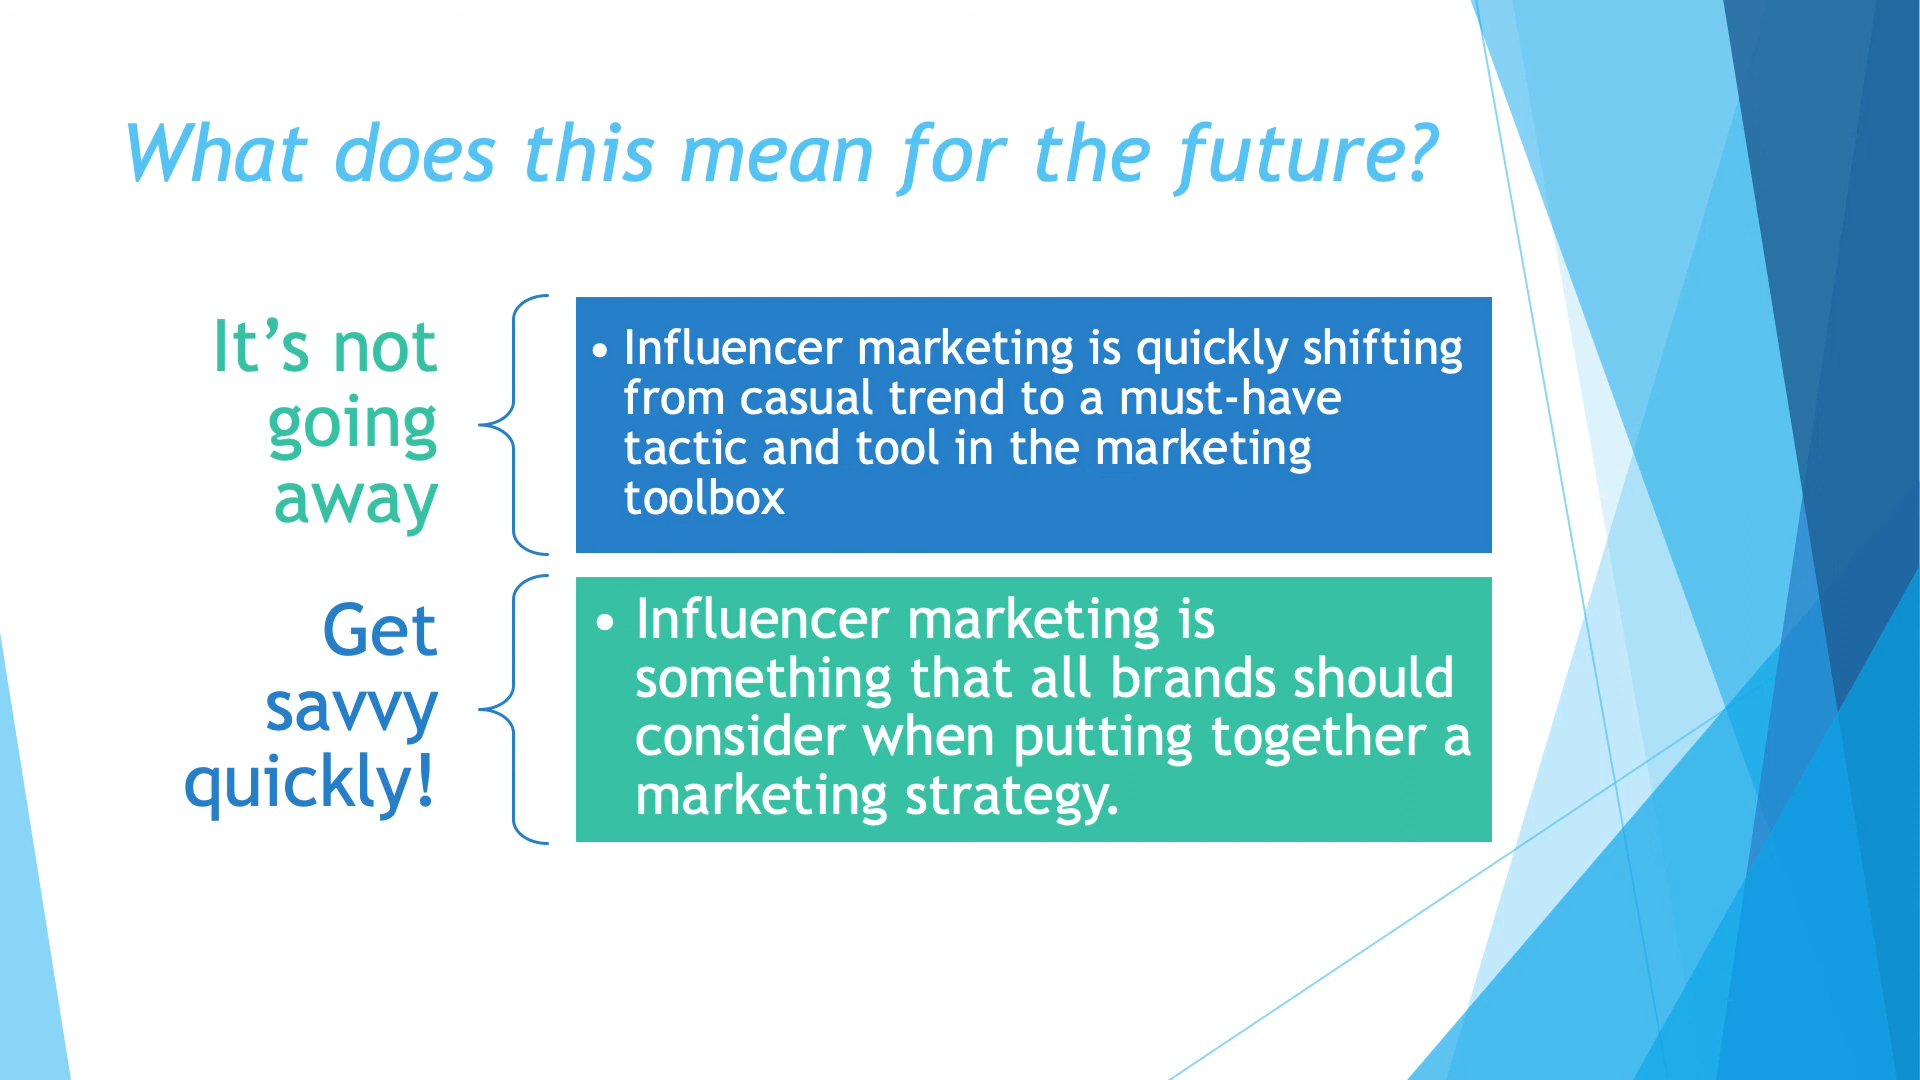 What does this mean for the future?
It’s not
going
away
• Influencer marketing is quickly shifting
from casual trend to a must-have
tactic and tool in the marketing
toolbox
Get
savvy
quickly!
• Influencer marketing is
something that all brands should
consider when putting together a
marketing strategy.